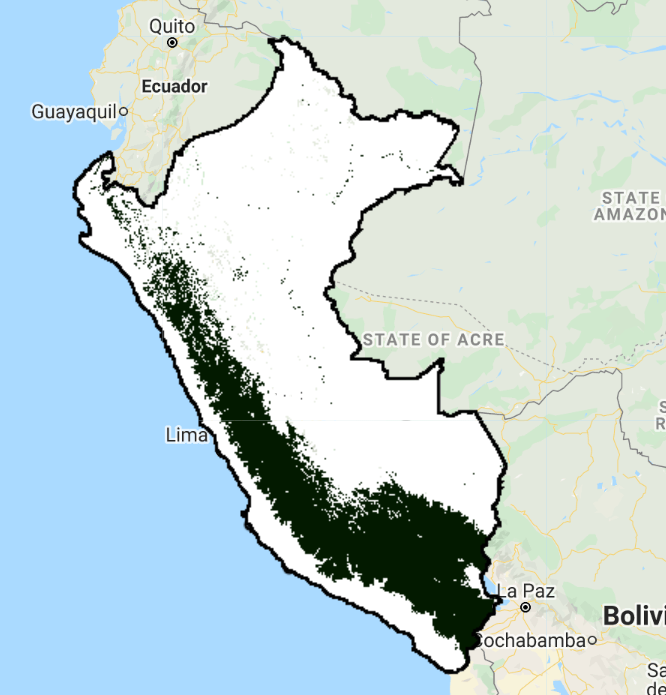 Quito
Ecuador
Guayaquil
STATE
AMAZON
STATE OF ACRE
S
R
Lima
La Paz
Bolivi
Cochabamba
Sa
de